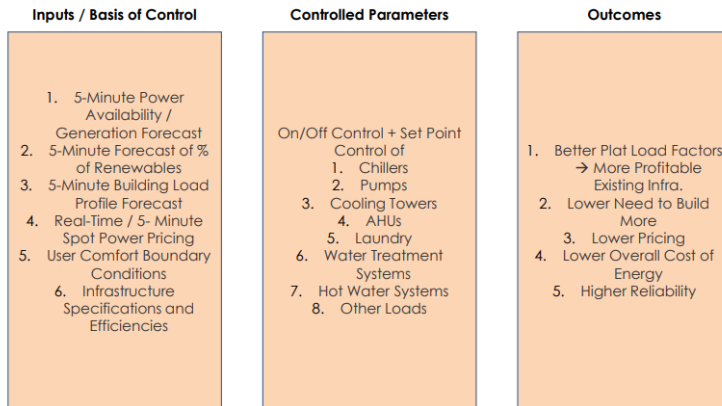 Inputs / Basis of Control
1. 5-Minute Power
Availability /
Generation Forecast
2. 5-Minute Forecast of %
of Renewables
3. 5-Minute Building Load
Profile Forecast
4. Real-Time / 5- Minute
Spot Power Pricing
5. User Comfort Boundary
Conditions
6. Infrastructure
Specifications and
Efficiencies
Controlled Parameters
On/Off Control + Set Point
Control of
1. Chillers
2. Pumps
3. Cooling Towers
4. AHUs
5. Laundry
6. Water Treatment
Systems
7. Hot Water Systems
8. Other Loads
Outcomes
1. Better Plat Load Factors
→ More Profitable
Existing Infra.
2. Lower Need to Build
More
3. Lower Pricing
4. Lower Overall Cost of
Energy
5. Higher Reliability